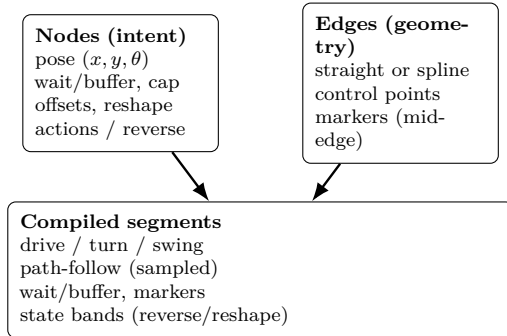 Nodes (intent)
pose (x, y, θ)
wait/buffer, cap
offsets, reshape
actions / reverse
Edges (geome-
try)
straight or spline
control points
markers (mid-
edge)
Compiled segments
drive / turn / swing
path-follow (sampled)
wait/buffer, markers
state bands (reverse/reshape)